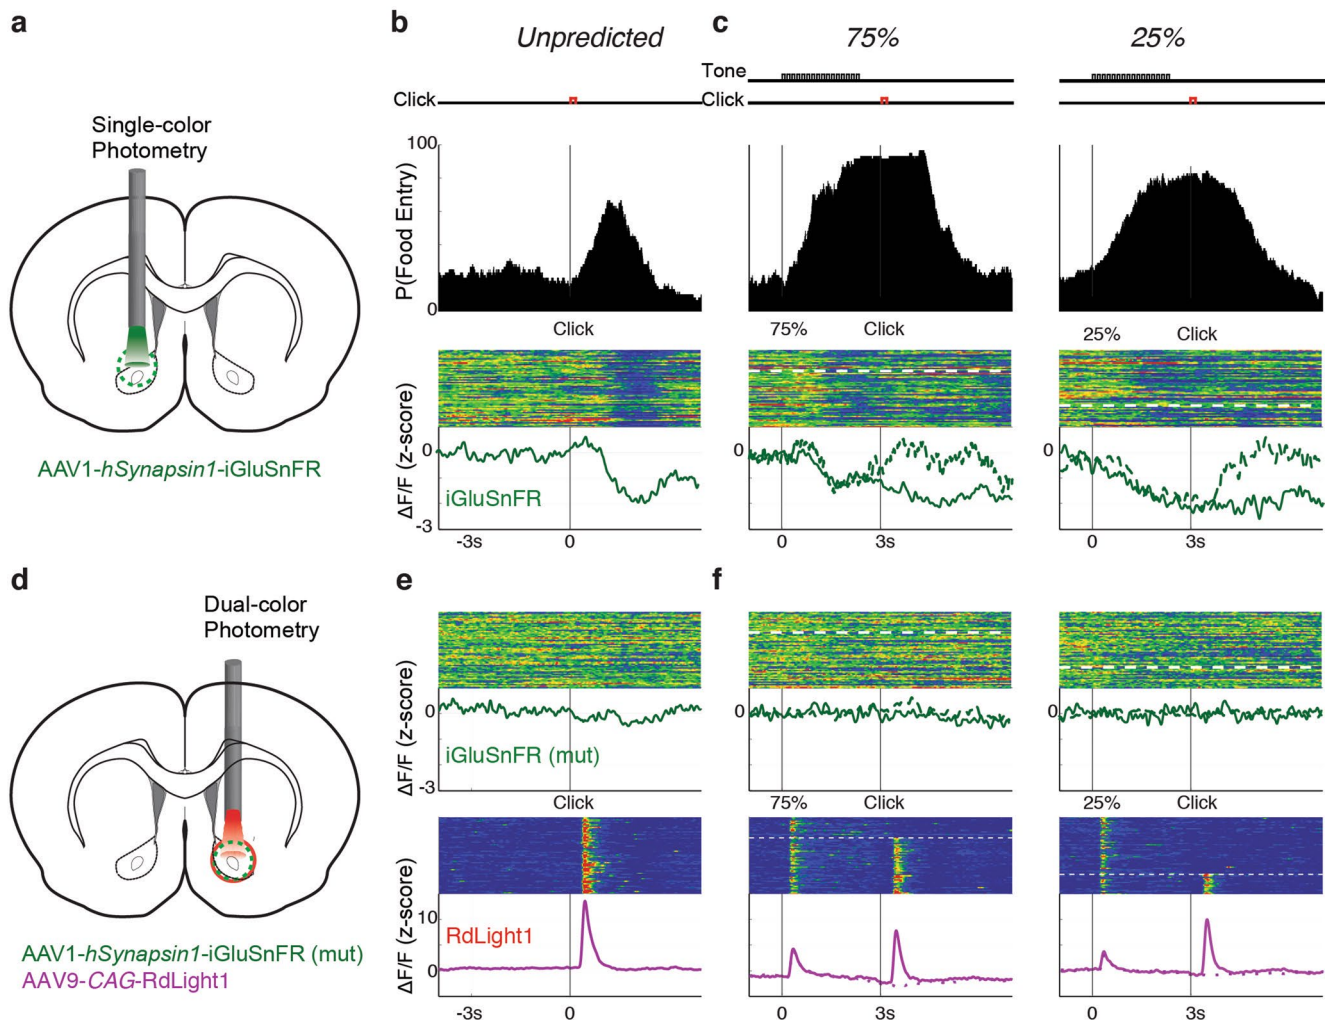 a
b
Unpredicted
c
75%
25%
Tone
Click
Click
Single-color
Photometry
100
P(Food Entry)
0
Click
75%
Click
25%
Click
ΔF/F (z-score)
0
0
0
iGluSnFR
-3
-3s
0
0
3s
0
3s
AAV1-hSynapsin1-iGluSnFR
d
e
f
Dual-color
Photometry
ΔF/F (z-score)
0
0
0
iGluSnFR (mut)
-3
Click
75%
Click
25%
Click
ΔF/F (z-score)
10
RdLight1
0
-3s
0
0
3s
0
3s
AAV1-hSynapsin1-iGluSnFR (mut)
AAV9-CAG-RdLight1